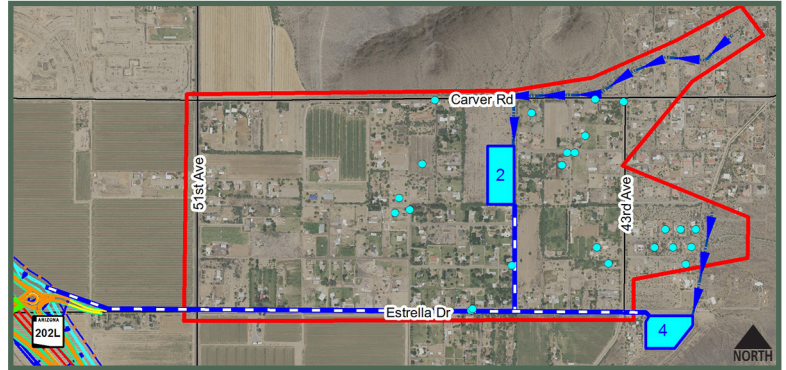 Carver Rd
2
51st Ave
43rd Ave
Estrella Dr
ARIZONA
202L
4
NORTH